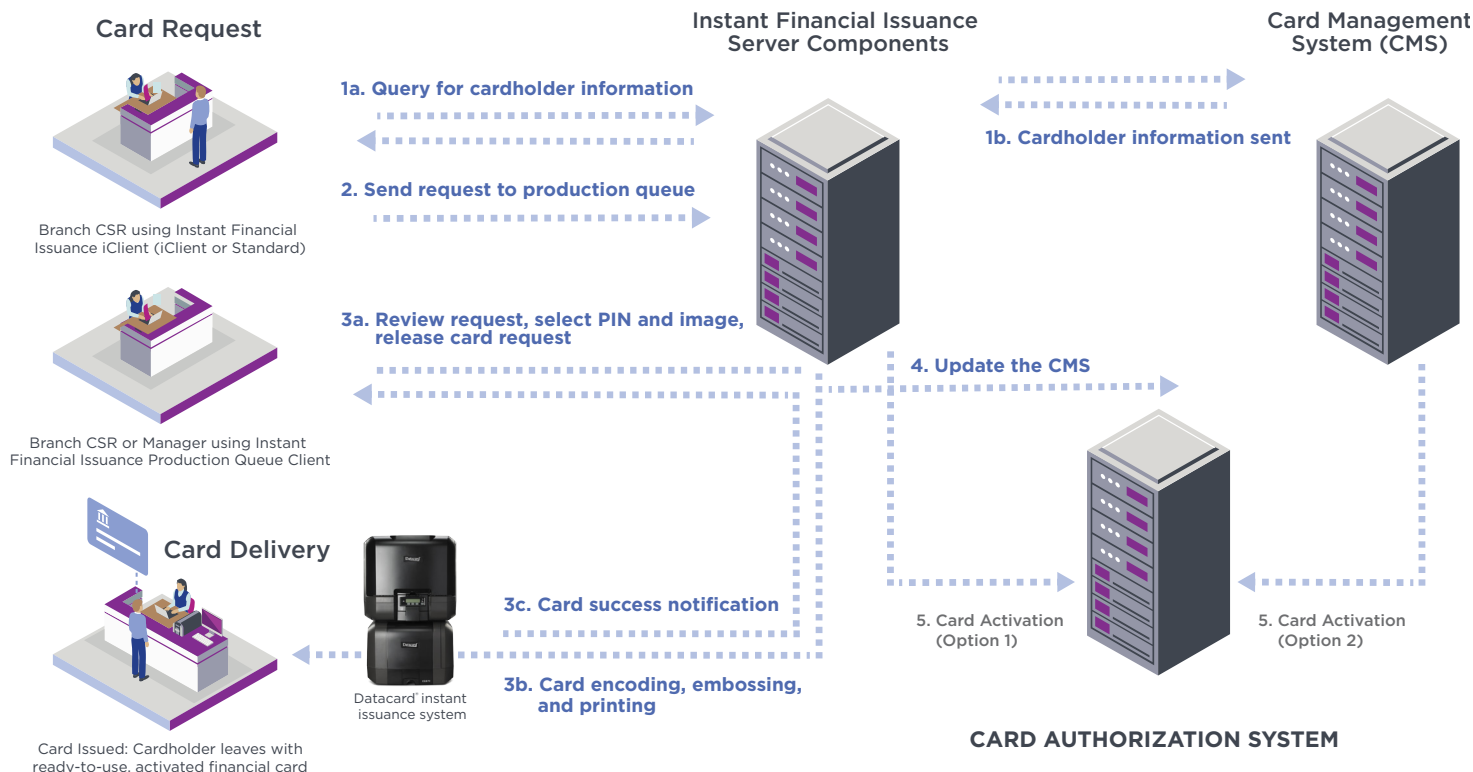 Card Request
Instant Financial Issuance
Server Components
Card Management
System (CMS)
1a. Query for cardholder information
1b. Cardholder information sent
2. Send request to production queue
Branch CSR using Instant Financial
Issuance iClient (iClient or Standard)
3a. Review request, select PIN and image,
release card request
4. Update the CMS
Branch CSR or Manager using Instant
Financial Issuance Production Queue Client
Card Delivery
3c. Card success notification
5. Card Activation
(Option 1)
5. Card Activation
(Option 2)
3b. Card encoding, embossing,
and printing
Datacard® instant
issuance system
CARD AUTHORIZATION SYSTEM
Card Issued: Cardholder leaves with
ready-to-use, activated financial card